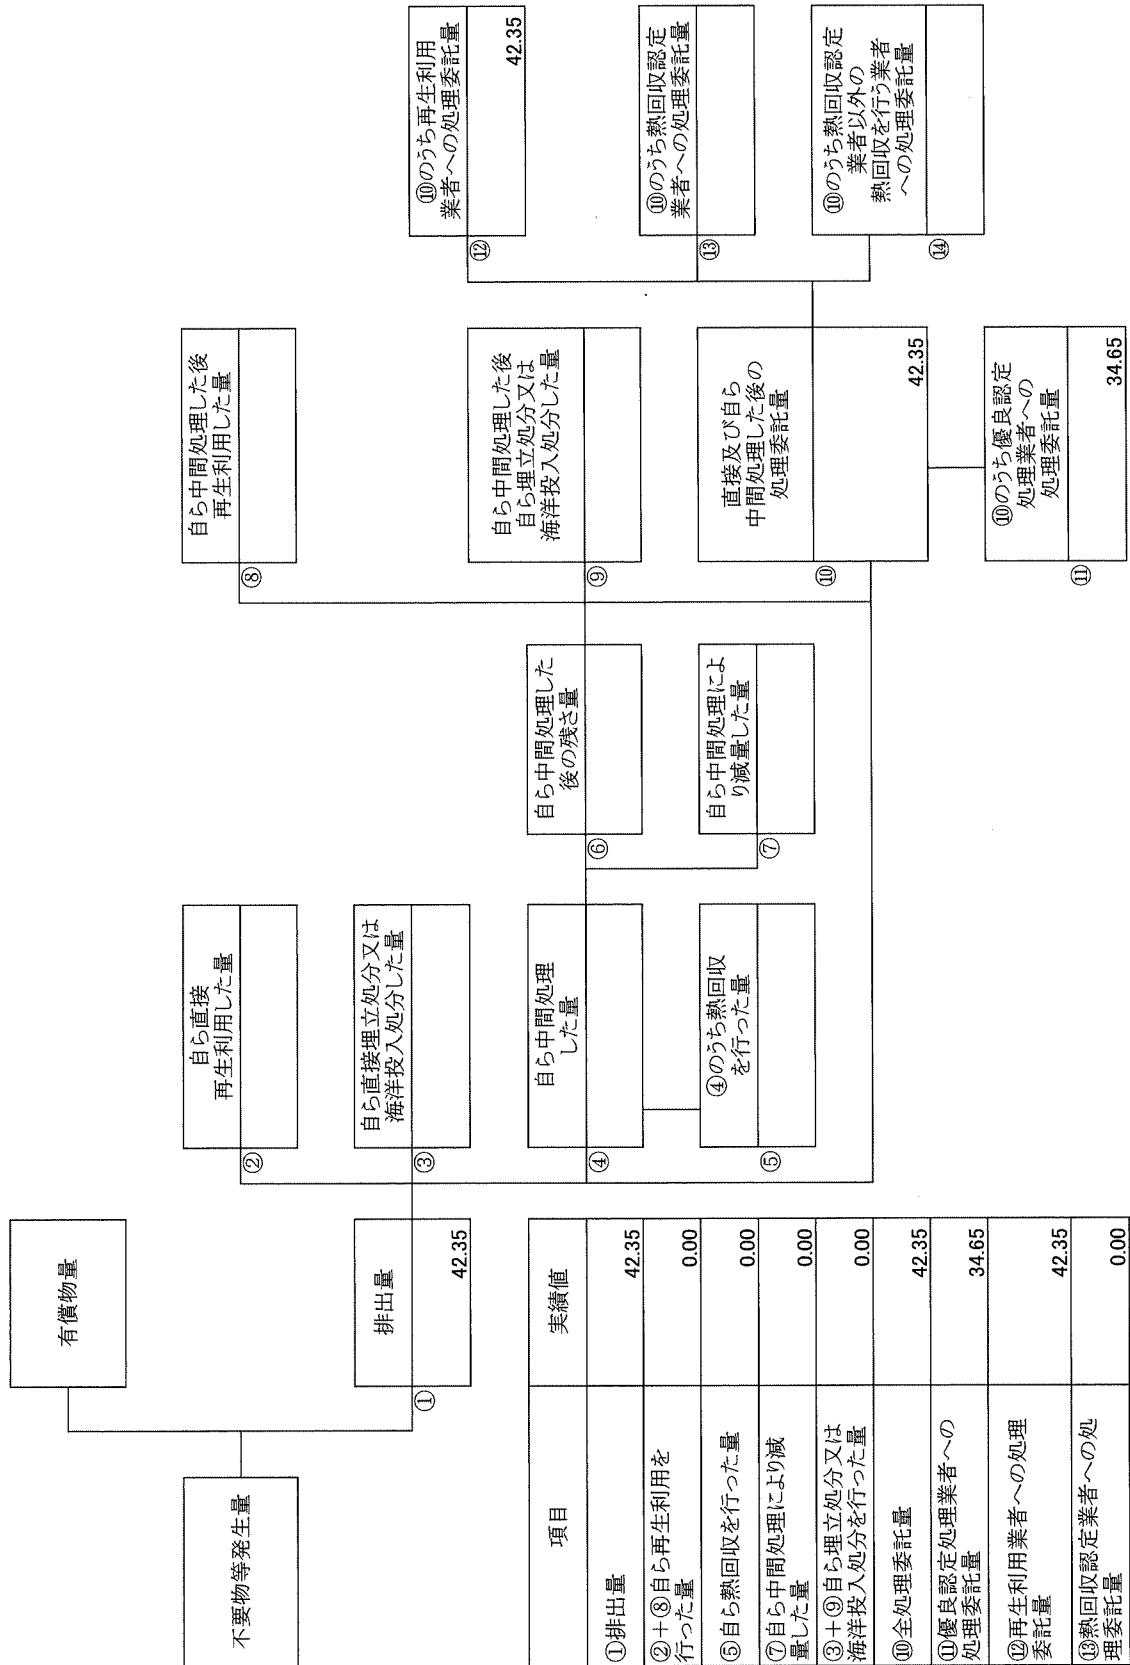 不要物等発生量
有償物量
①
排出量
42.35
②
自ら直接
再生利用した量
③
自ら直接埋立処分又は
海洋投入処分した量
④
自ら中間処理
した量
⑤
④のうち熱回収
を行った量
⑥
自ら中間処理した
後の残さ量
⑦
自ら中間処理によ
り減量した量
⑧
自ら中間処理した後
再生利用した量
⑨
自ら中間処理した後
自ら埋立処分又は
海洋投入処分した量
⑩
直接及び自ら
中間処理した後の
処理委託量
42.35
⑪
⑩のうち優良認定
処理業者への
処理委託量
34.65
⑫
⑩のうち再生利用
業者への処理委託量
42.35
⑬
⑩のうち熱回収認定
業者への処理委託量
⑭
⑩のうち熱回収認定
業者以外の
熱回収を行う業者
への処理委託量
項目 実績値
①排出量 42.35
②+⑧自ら再生利用を
行った量 0.00
⑤自ら熱回収を行った量 0.00
⑦自ら中間処理により減
量した量 0.00
③+⑨自ら埋立処分又は
海洋投入処分を行った量 0.00
⑩全処理委託量 42.35
⑪優良認定処理業者への
処理委託量 34.65
⑫再生利用業者への処理
委託量 42.35
⑬熱回収認定業者への処
理委託量 0.00